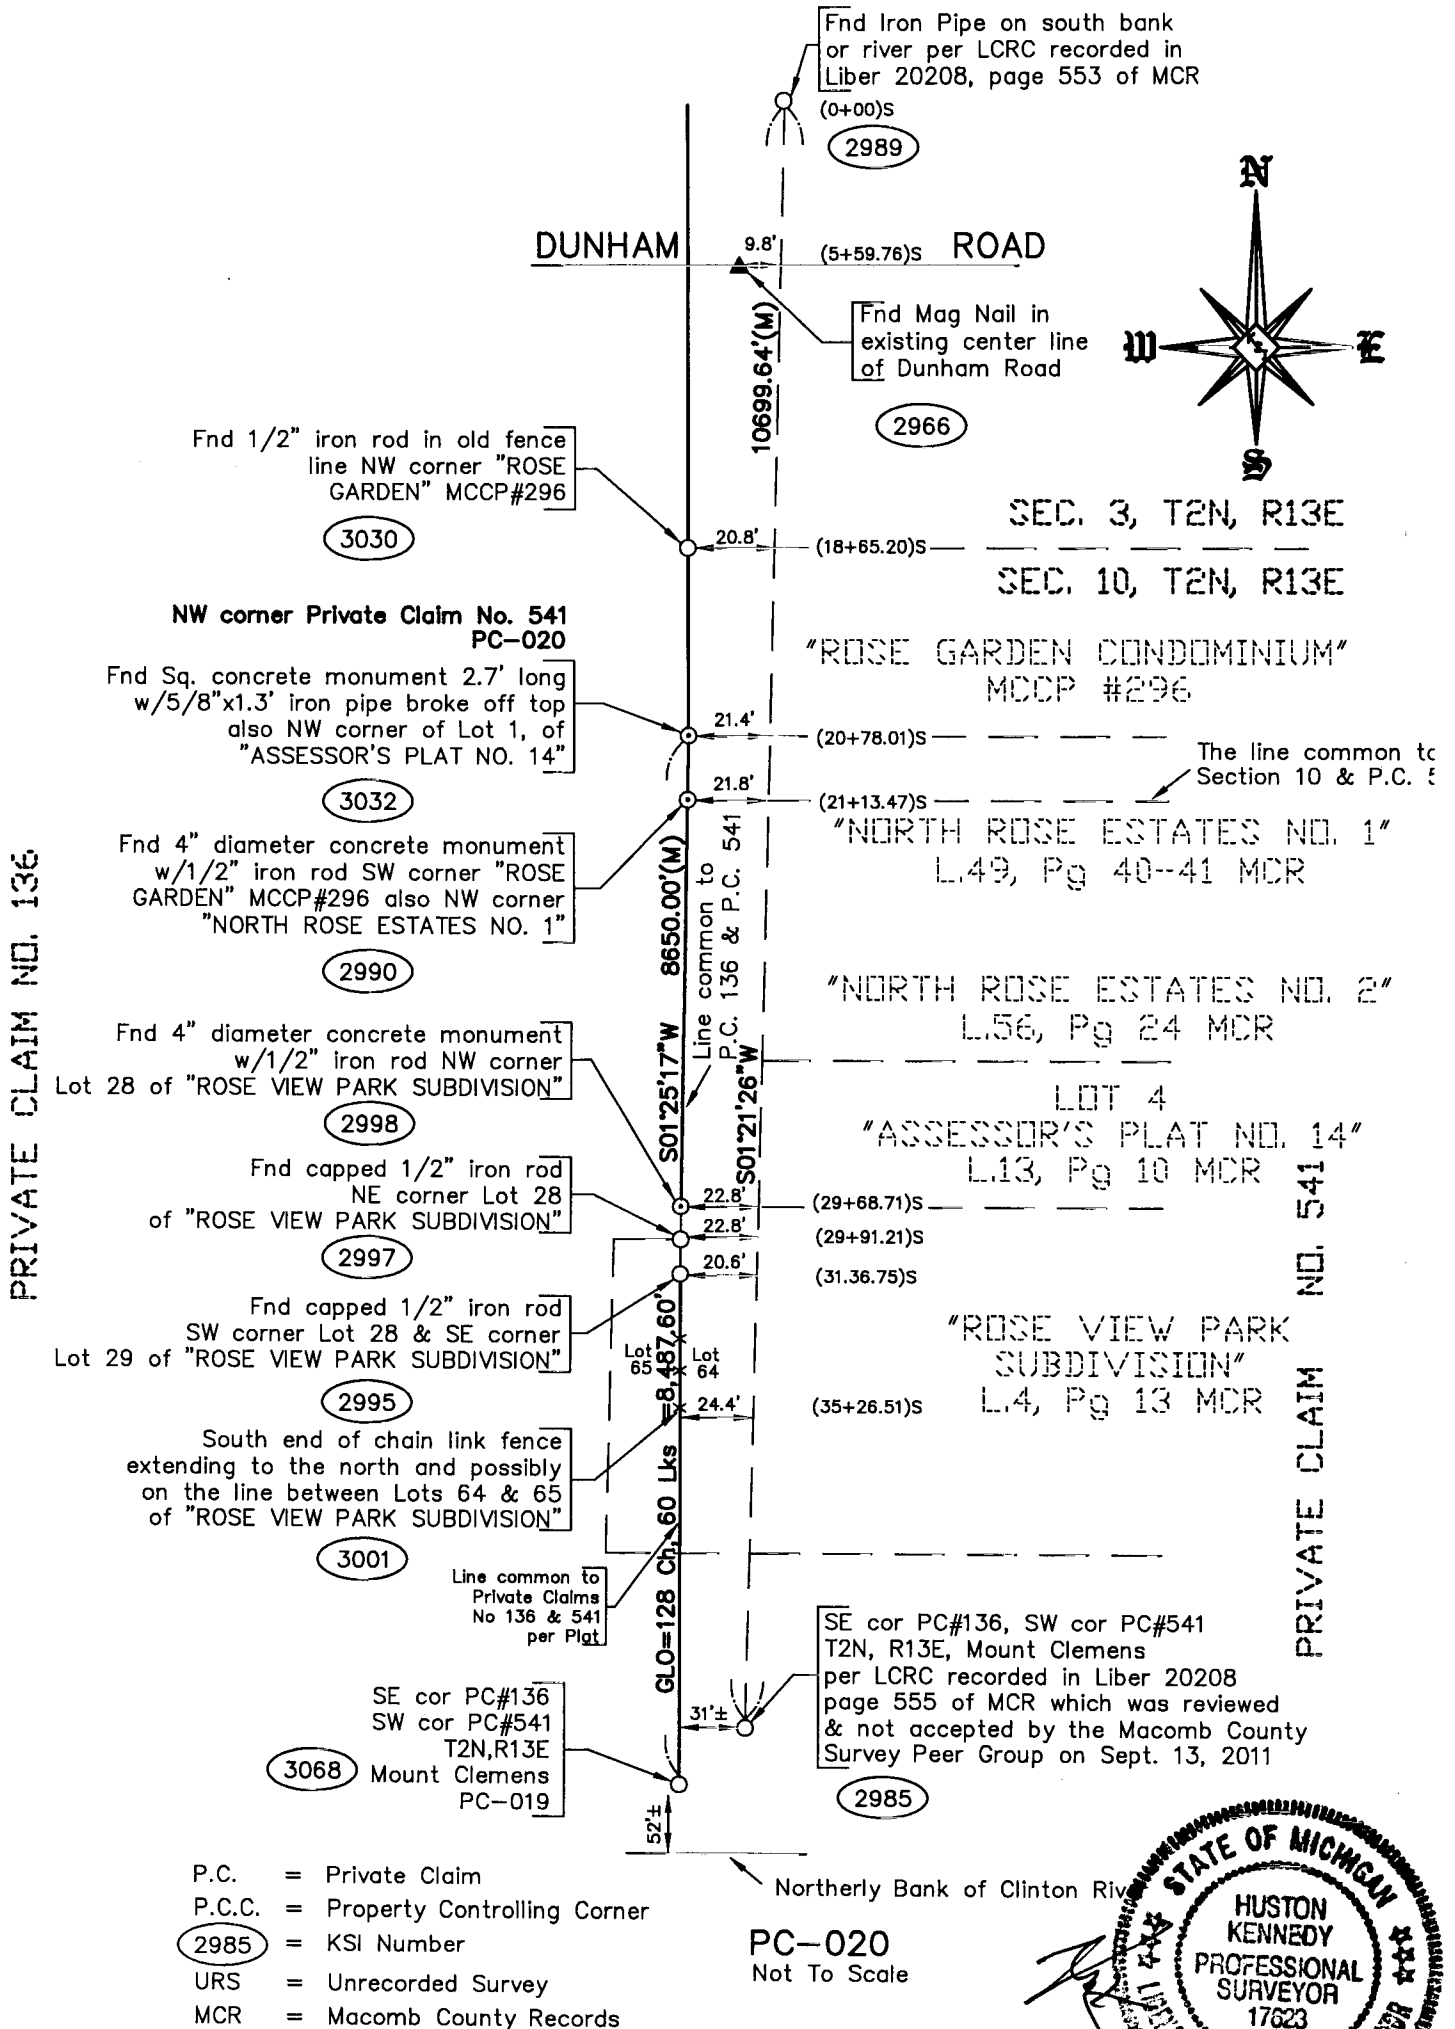 Fnd Iron Pipe on south bank
or river per LCRC recorded in
Liber 20208, page 553 of MCR
(0+00)S
2989
N
DUNHAM ROAD
9.8'
(5+59.76)S
Fnd Mag Nail in
existing center line
of Dunham Road
2966
W
E
S
10699.64'(M)
Fnd 1/2" iron rod in old fence
line NW corner "ROSE
GARDEN" MCCP#296
3030
20.8'
(18+65.20)S
SEC. 3, T2N, R13E
SEC. 10, T2N, R13E
NW corner Private Claim No. 541
PC-020
Fnd Sq. concrete monument 2.7' long
w/5/8"x1.3' iron pipe broke off top
also NW corner of Lot 1, of
"ASSESSOR'S PLAT NO. 14"
3032
"ROSE GARDEN CONDOMINIUM"
MCCP #296
21.4'
(20+78.01)S
The line common to
Section 10 & P.C.
21.8'
(21+13.47)S
Fnd 4" diameter concrete monument
w/1/2" iron rod SW corner "ROSE
GARDEN" MCCP#296 also NW corner
"NORTH ROSE ESTATES NO. 1"
2990
"NORTH ROSE ESTATES NO. 1"
L.49, Pg 40--41 MCR
PRIVATE CLAIM NO. 136
S01°25'17"W 8650.00'(M)
Line common to
P.C. 136 & P.C. 541
S01°21'26"W
"NORTH ROSE ESTATES NO. 2"
L.56, Pg 24 MCR
Fnd 4" diameter concrete monument
w/1/2" iron rod NW corner
Lot 28 of "ROSE VIEW PARK SUBDIVISION"
2998
LOT 4
"ASSESSOR'S PLAT NO. 14"
L.13, Pg 10 MCR
Fnd capped 1/2" iron rod
NE corner Lot 28
of "ROSE VIEW PARK SUBDIVISION"
2997
22.8'
(29+68.71)S
22.8'
(29+91.21)S
20.6'
(31.36.75)S
PRIVATE CLAIM NO. 541
Fnd capped 1/2" iron rod
SW corner Lot 28 & SE corner
Lot 29 of "ROSE VIEW PARK SUBDIVISION"
2995
Lot
65
Lot
64
"ROSE VIEW PARK
SUBDIVISION"
L.4, Pg 13 MCR
24.4'
(35+26.51)S
South end of chain link fence
extending to the north and possibly
on the line between Lots 64 & 65
of "ROSE VIEW PARK SUBDIVISION"
3001
GLO=128 Ch, 60 Lks =8,487.60'
Line common to
Private Claims
No 136 & 541
per Plat
SE cor PC#136, SW cor PC#541
T2N, R13E, Mount Clemens
per LCRC recorded in Liber 20208
page 555 of MCR which was reviewed
& not accepted by the Macomb County
Survey Peer Group on Sept. 13, 2011
2985
31'±
SE cor PC#136
SW cor PC#541
T2N,R13E
Mount Clemens
PC-019
3068
52'±
Northerly Bank of Clinton Riv
P.C. = Private Claim
P.C.C. = Property Controlling Corner
2985 = KSI Number
URS = Unrecorded Survey
MCR = Macomb County Records
PC-020
Not To Scale
STATE OF MICHIGAN
HUSTON
KENNEDY
PROFESSIONAL
SURVEYOR
17623